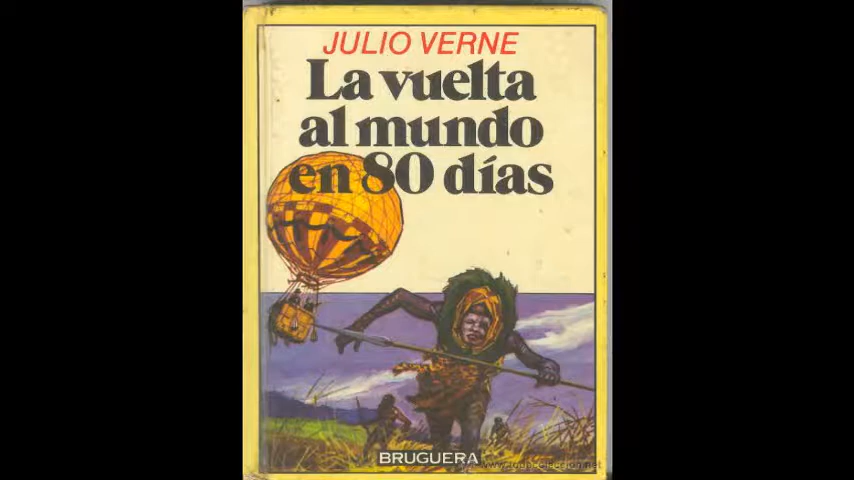 JULIO VERNE
La vuelta
al mundo
en 80 días
BRUGUERA